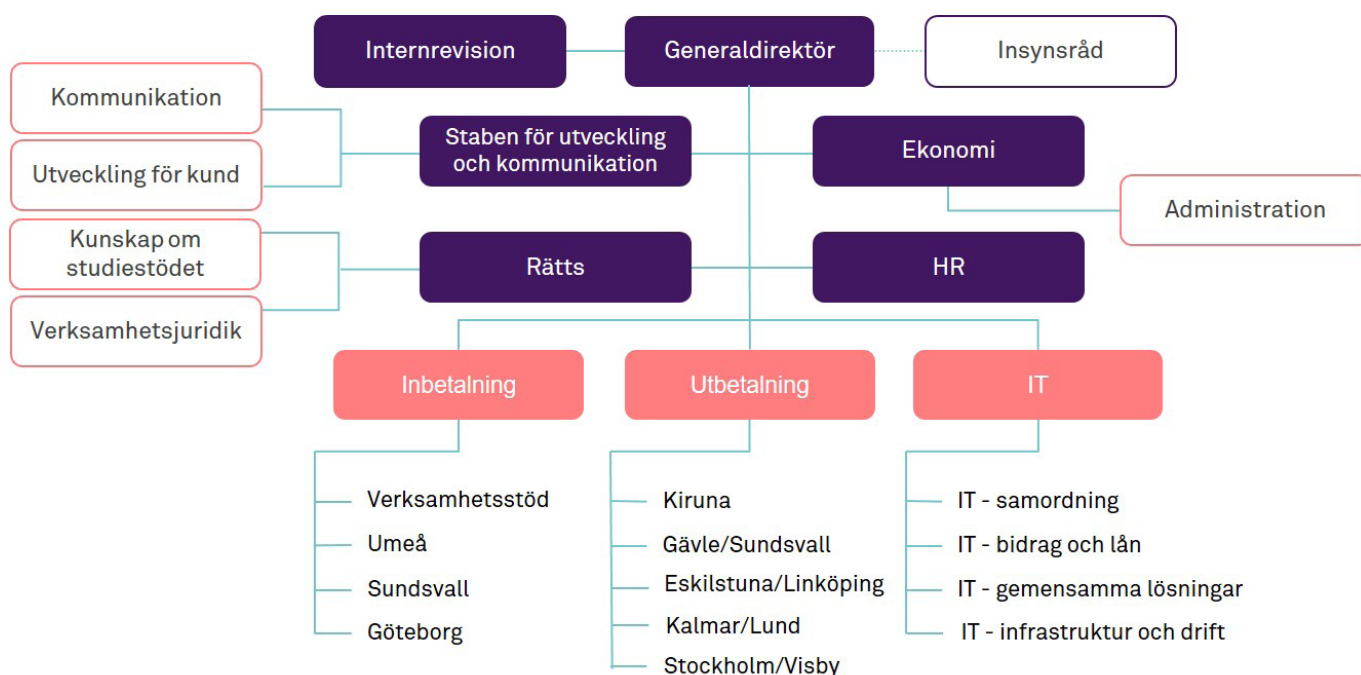 Internrevision
Generaldirektör
Insynsråd
Kommunikation
Utveckling för kund
Staben för utveckling
och kommunikation
Ekonomi
Administration
Kunskap om
studiestödet
Verksamhetsjuridik
Rätts
HR
Inbetalning
Utbetalning
IT
Verksamhetsstöd
Umeå
Sundsvall
Göteborg
Kiruna
Gävle/Sundsvall
Eskilstuna/Linköping
Kalmar/Lund
Stockholm/Visby
IT - samordning
IT - bidrag och lån
IT - gemensamma lösningar
IT - infrastruktur och drift